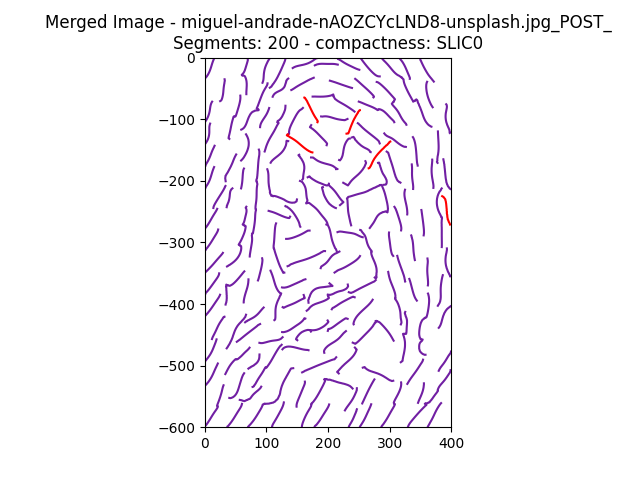 Merged Image - miguel-andrade-nAOZCYcLND8-unsplash.jpg_POST_
Segments: 200 - compactness: SLIC0
0
−100
−200
−300
−400
−500
−600
0 100 200 300 400